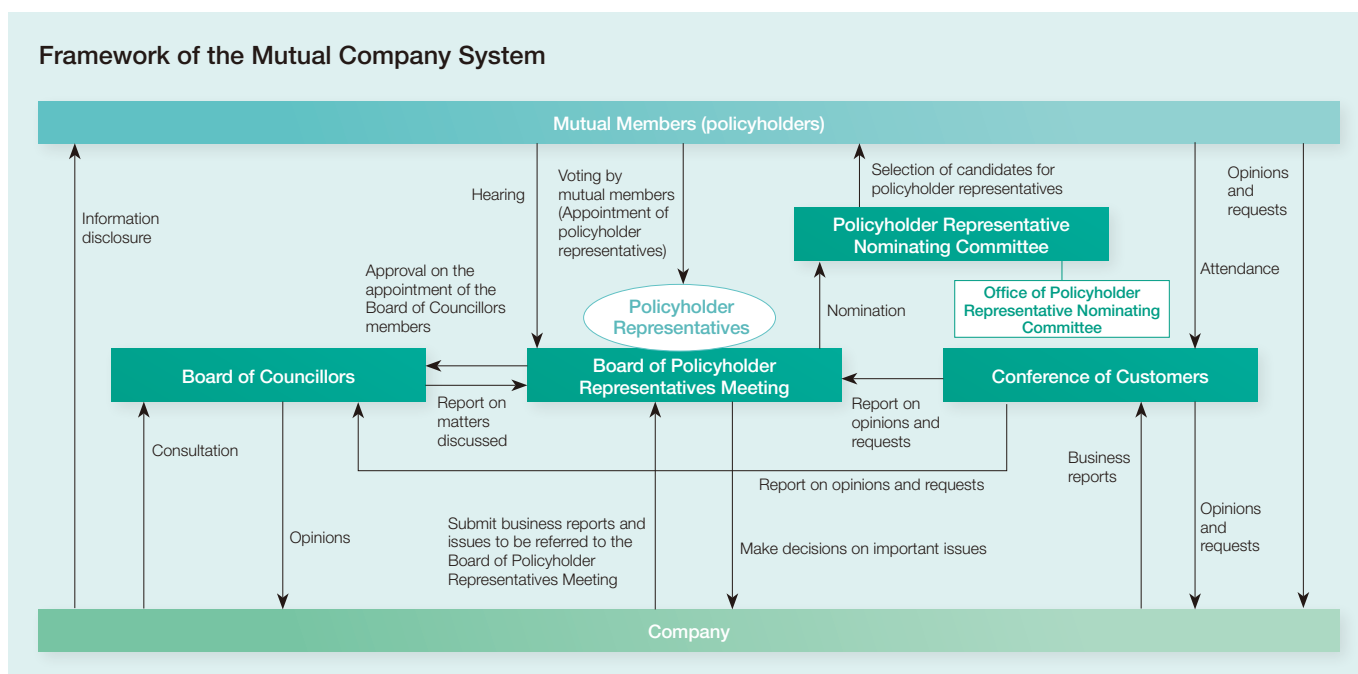 Framework of the Mutual Company System
Mutual Members (policyholders)
Information
disclosure
Hearing
Voting by
mutual members
(Appointment of
policyholder
representatives)
Selection of candidates for
policyholder representatives
Opinions
and
requests
Policyholder Representative
Nominating Committee
Attendance
Approval on the
appointment of the
Board of Councillors
members
Policyholder
Representatives
Nomination
Office of Policyholder
Representative Nominating
Committee
Board of Councillors
Board of Policyholder
Representatives Meeting
Conference of Customers
Report on
matters
discussed
Report on
opinions and
requests
Consultation
Business
reports
Report on opinions and requests
Opinions
Submit business reports and
issues to be referred to the
Board of Policyholder
Representatives Meeting
Make decisions on important issues
Opinions
and
requests
Company